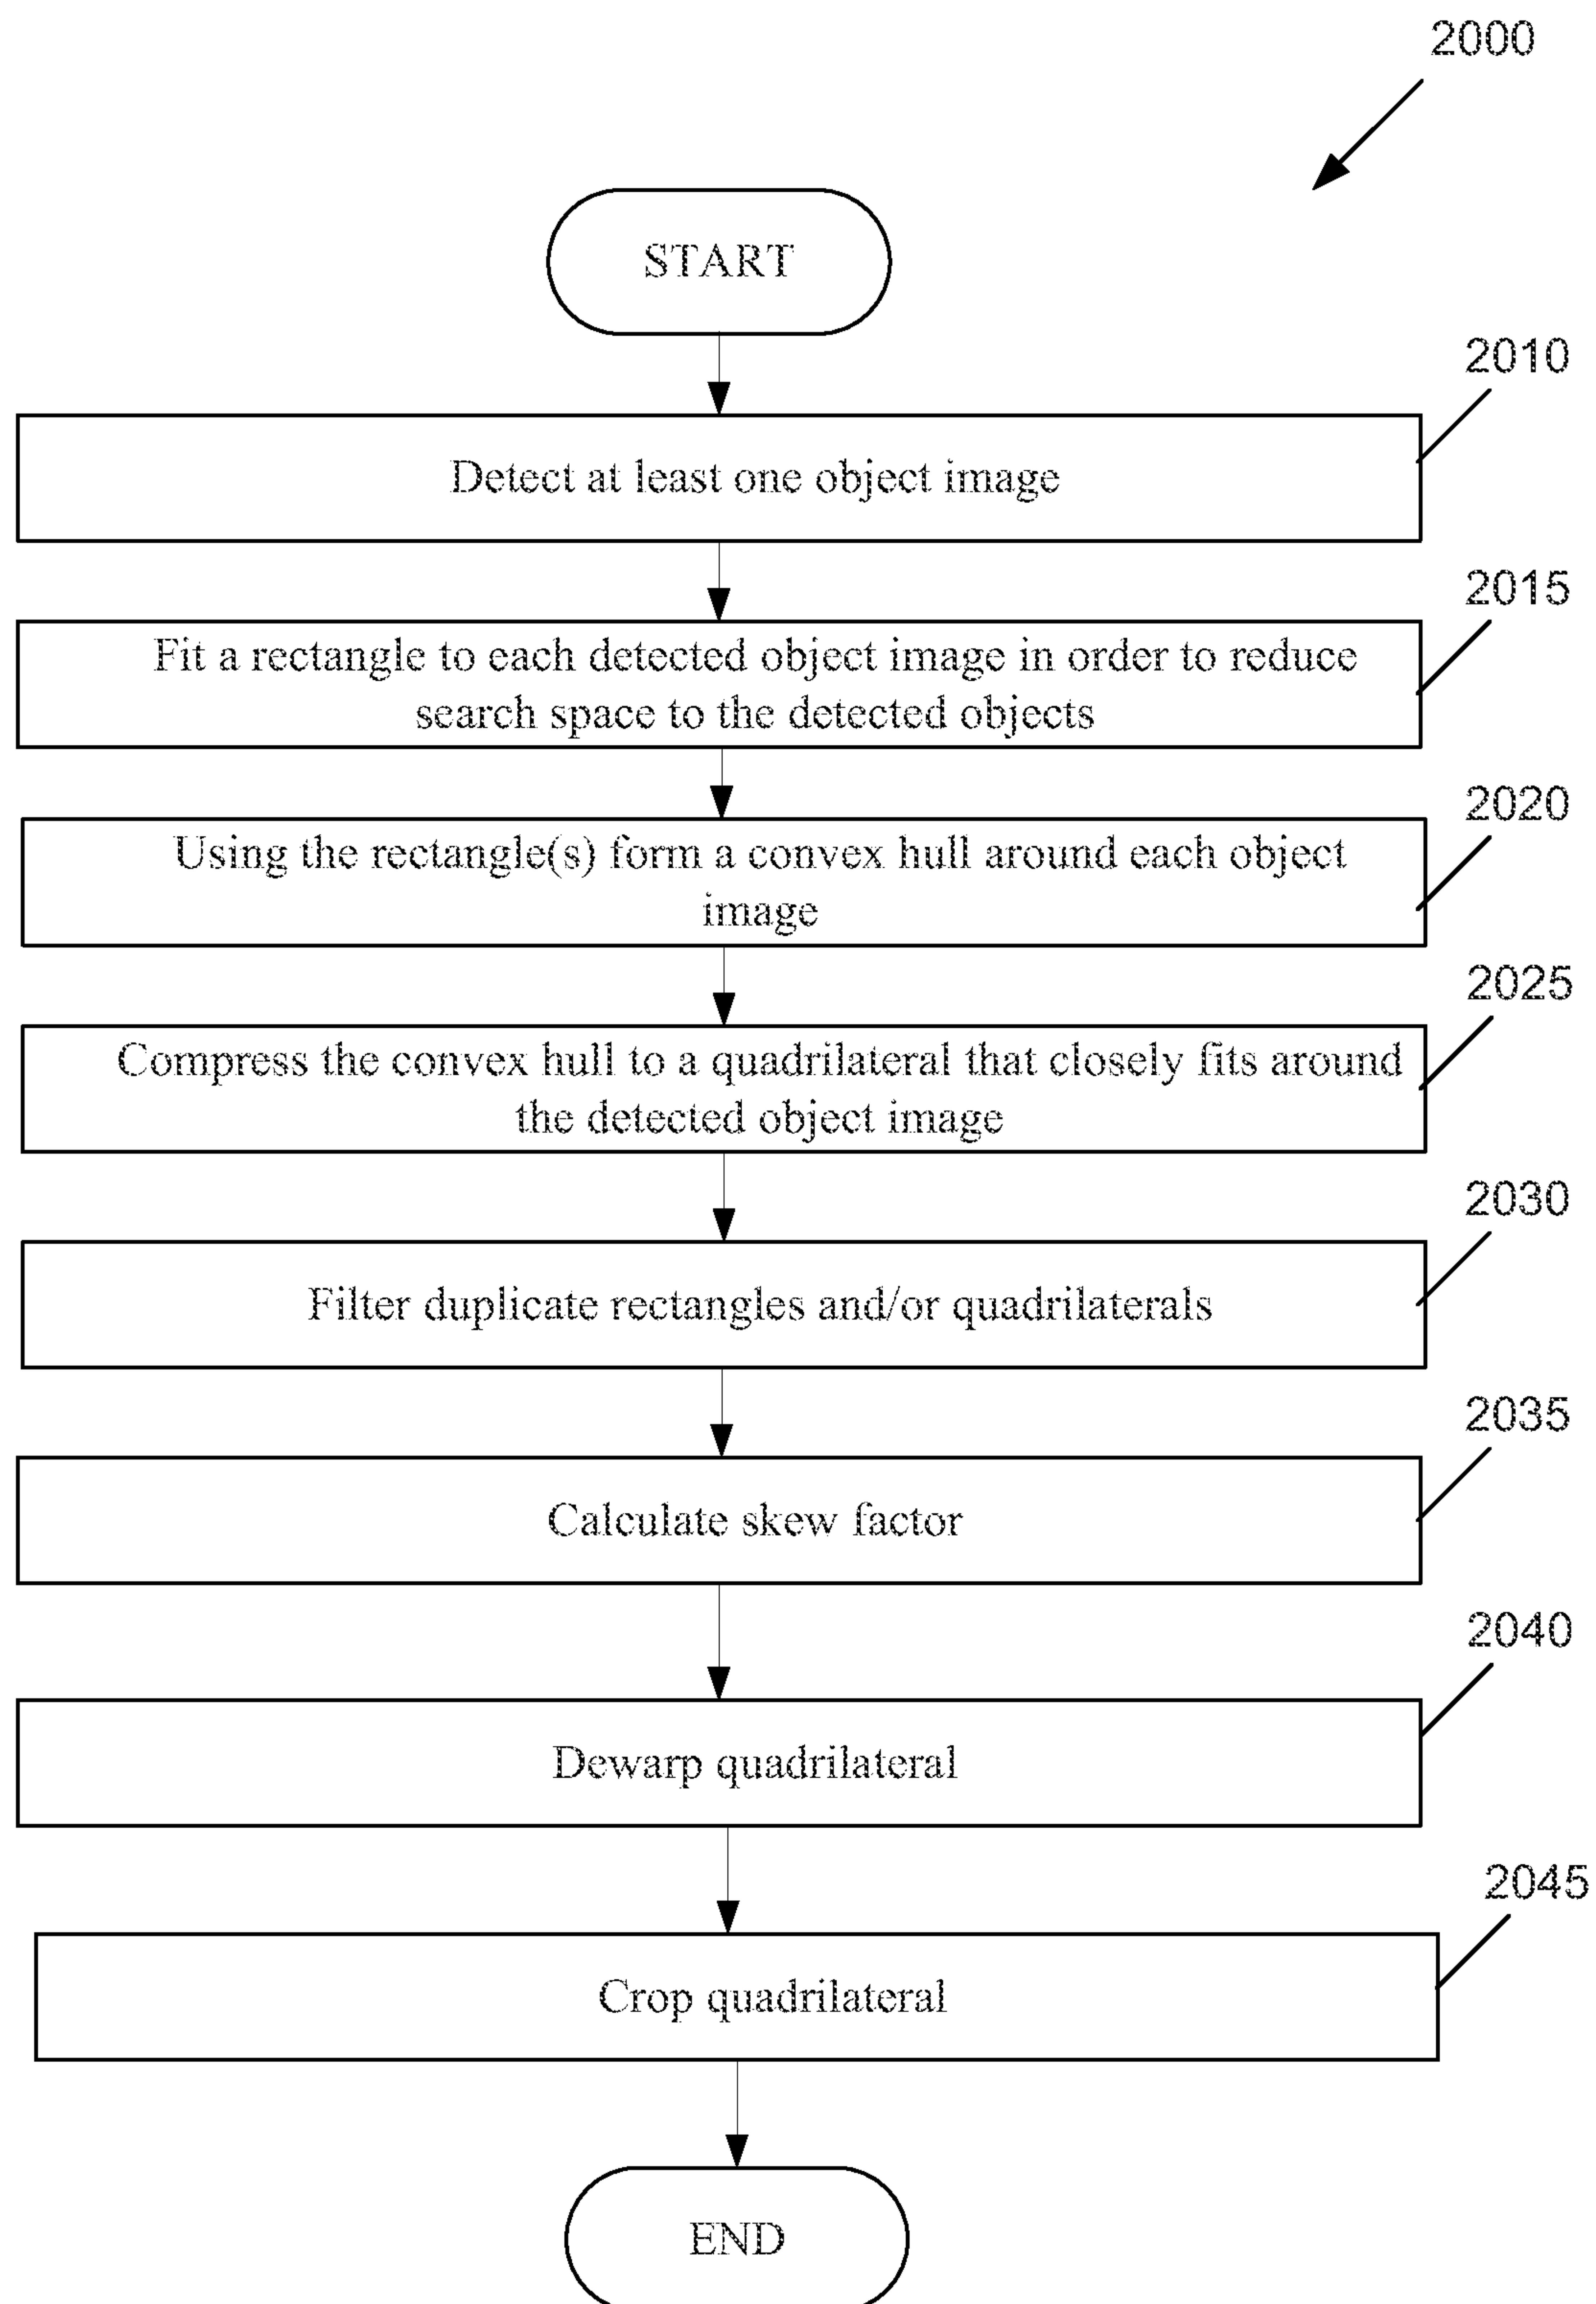 2000
START
2010
Detect at least one object image
2015
Fit a rectangle to each detected object image in order to reduce
search space to the detected objects
2020
Using the rectangle(s) form a convex hull around each object
image
2025
Compress the convex hull to a quadrilateral that closely fits around
the detected object image
2030
Filter duplicate rectangles and/or quadrilaterals
2035
Calculate skew factor
2040
Dewarp quadrilateral
2045
Crop quadrilateral
END